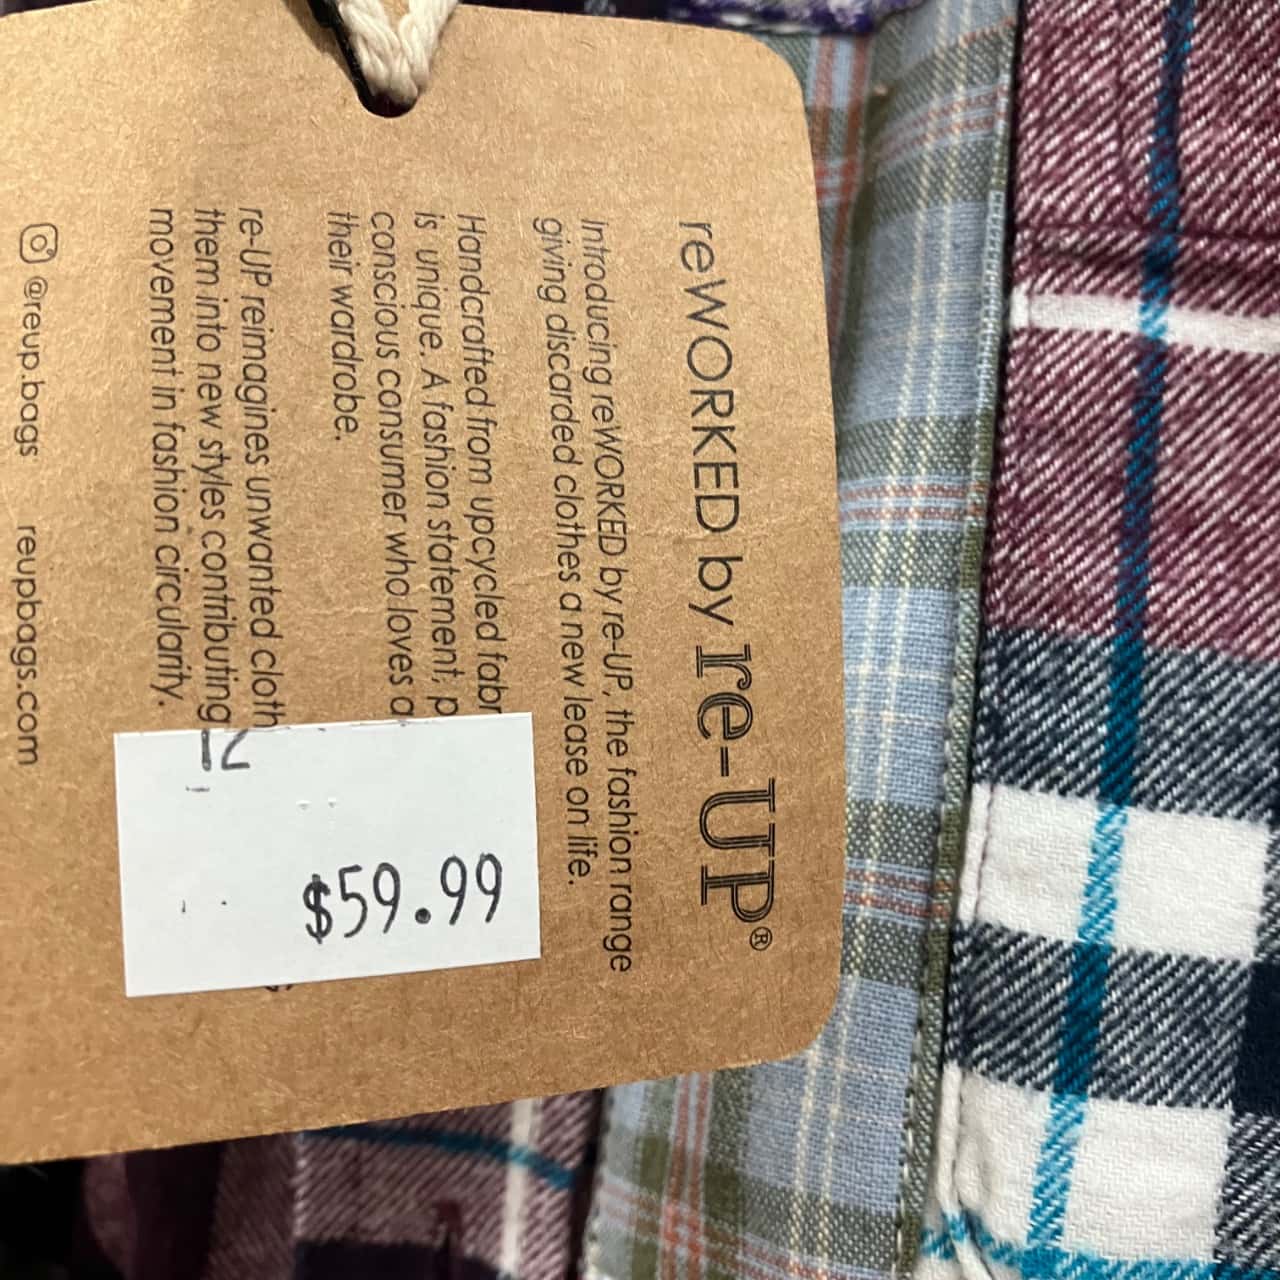 reWORKED by re-UP®
Introducing reWORKED by re-UP, the fashion range
giving discarded clothes a new lease on life.
Handcrafted from upcycled fabr
is unique. A fashion statement, p
conscious consumer who loves a
their wardrobe.
re-UP reimagines unwanted cloth
them into new styles contributing
movement in fashion circularity.
@reup.bags reupbags.com
12
$59.99